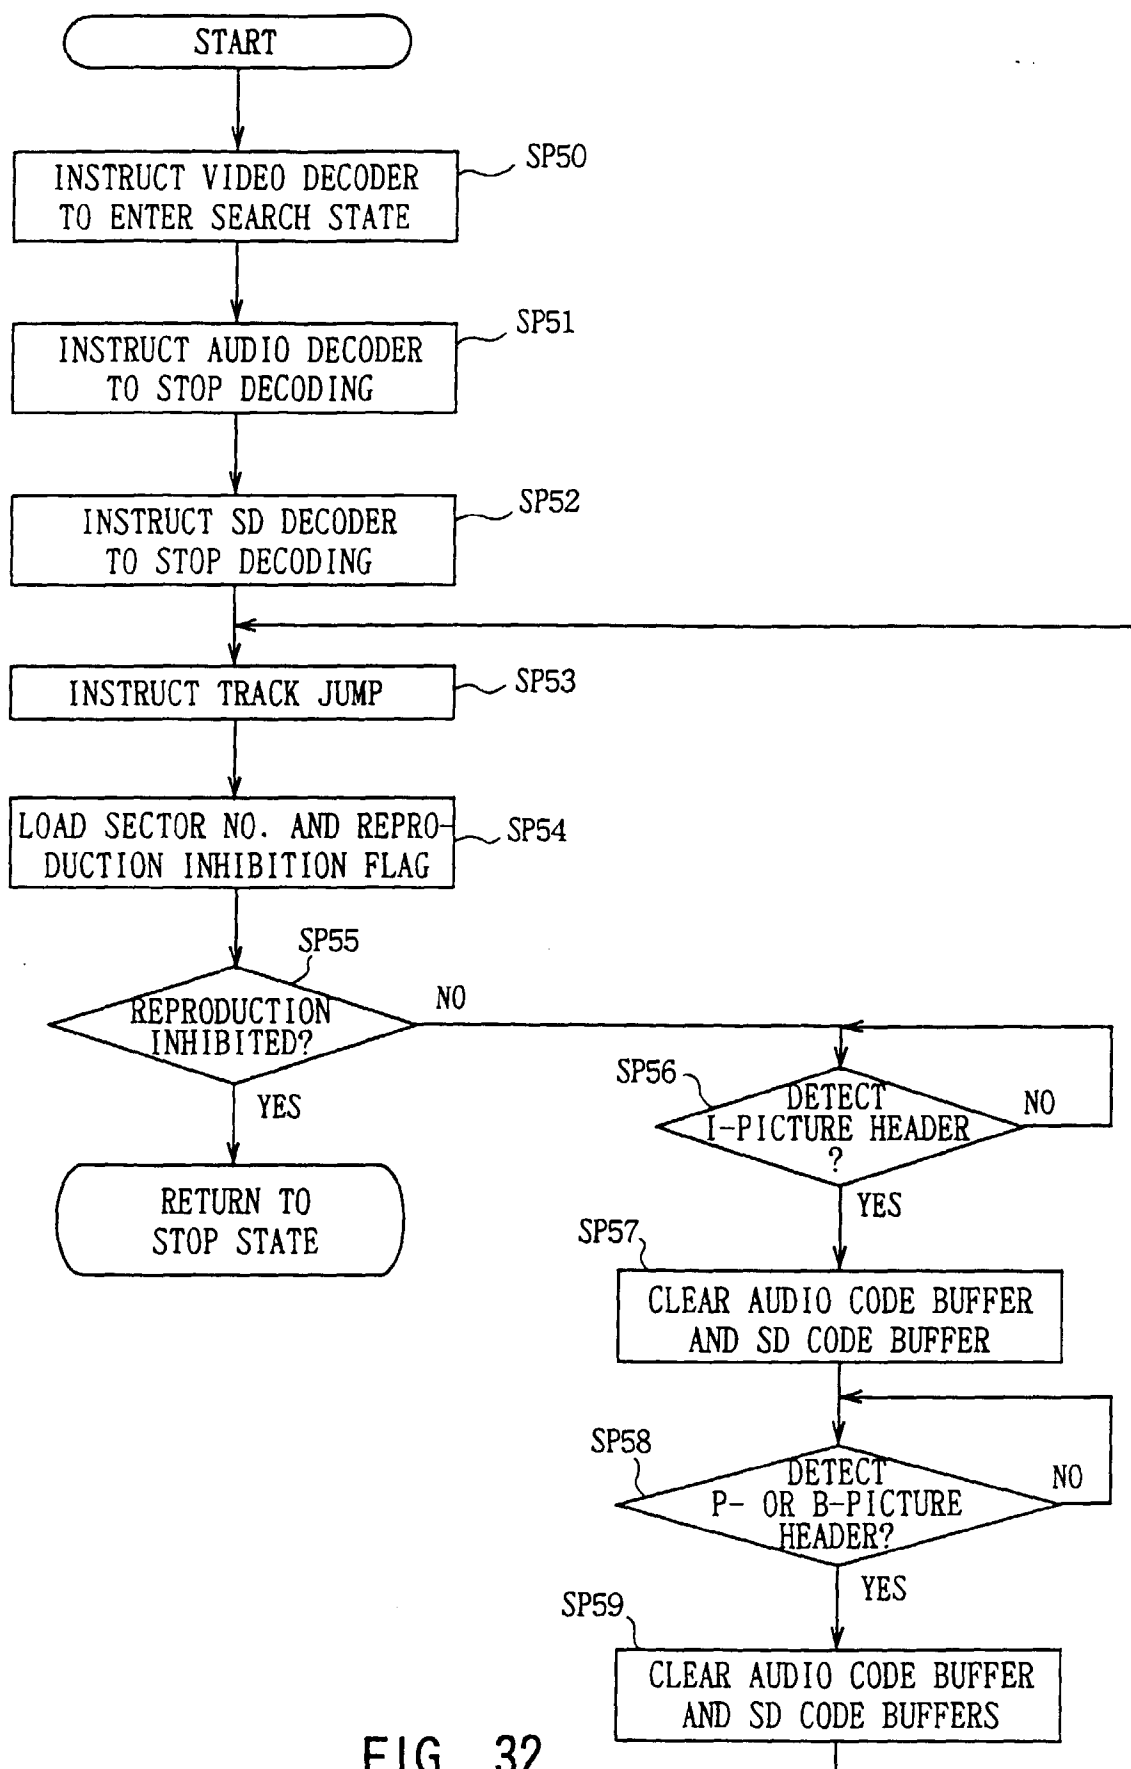 START
SP50
INSTRUCT VIDEO DECODER
TO ENTER SEARCH STATE
SP51
INSTRUCT AUDIO DECODER
TO STOP DECODING
SP52
INSTRUCT SD DECODER
TO STOP DECODING
SP53
INSTRUCT TRACK JUMP
SP54
LOAD SECTOR NO. AND REPRO-
DUCTION INHIBITION FLAG
SP55
REPRODUCTION
INHIBITED?
NO
YES
RETURN TO
STOP STATE
SP56
DETECT
I-PICTURE HEADER
?
NO
YES
SP57
CLEAR AUDIO CODE BUFFER
AND SD CODE BUFFER
SP58
DETECT
P- OR B-PICTURE
HEADER?
NO
YES
SP59
CLEAR AUDIO CODE BUFFER
AND SD CODE BUFFERS
FIG. 32